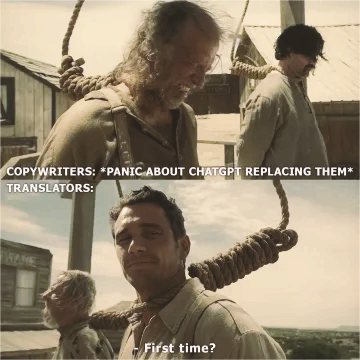 COPYWRITERS: *PANIC ABOUT CHATGPT REPLACING THEM*
TRANSLATORS:
- First time?